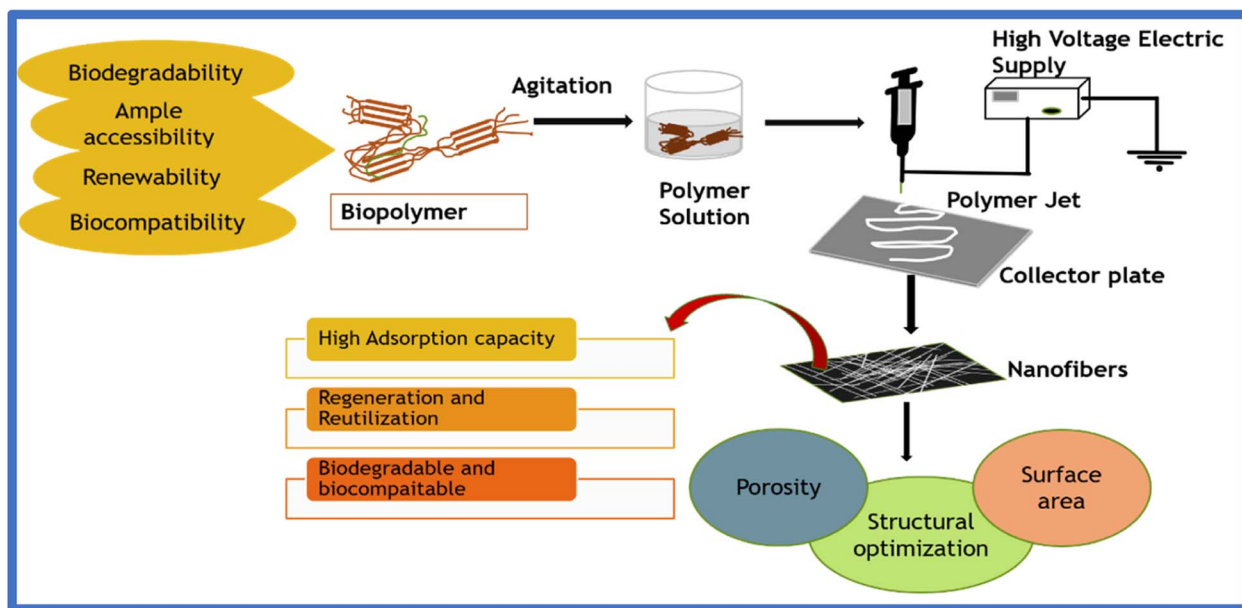 Biodegradability
Ample
accessibility
Renewability
Biocompatibility
Biopolymer
Agitation
Polymer
Solution
High Voltage Electric
Supply
Polymer Jet
Collector plate
Nanofibers
High Adsorption capacity
Regeneration and
Reutilization
Biodegradable and
biocompaitable
Porosity
Structural
optimization
Surface
area